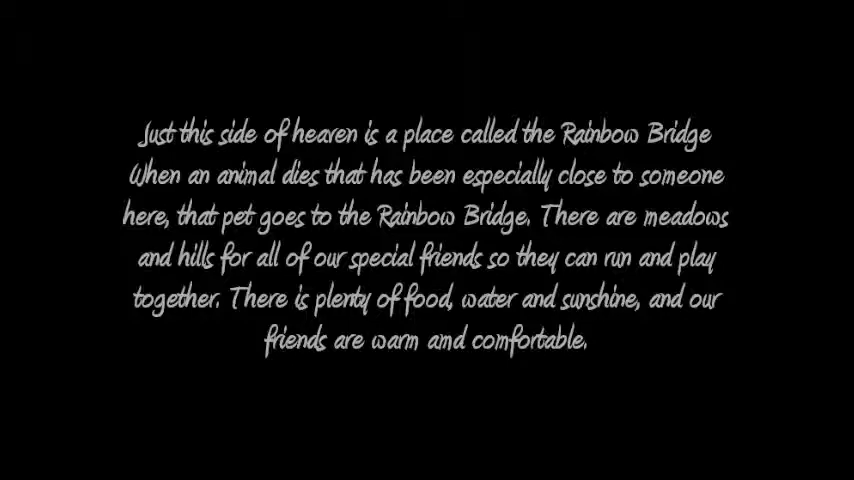 Just this side of heaven is a place called the Rainbow Bridge
When an animal dies that has been especially close to someone
here, that pet goes to the Rainbow Bridge. There are meadows
and hills for all of our special friends so they can run and play
together. There is plenty of food, water and sunshine, and our
friends are warm amd comfortable.